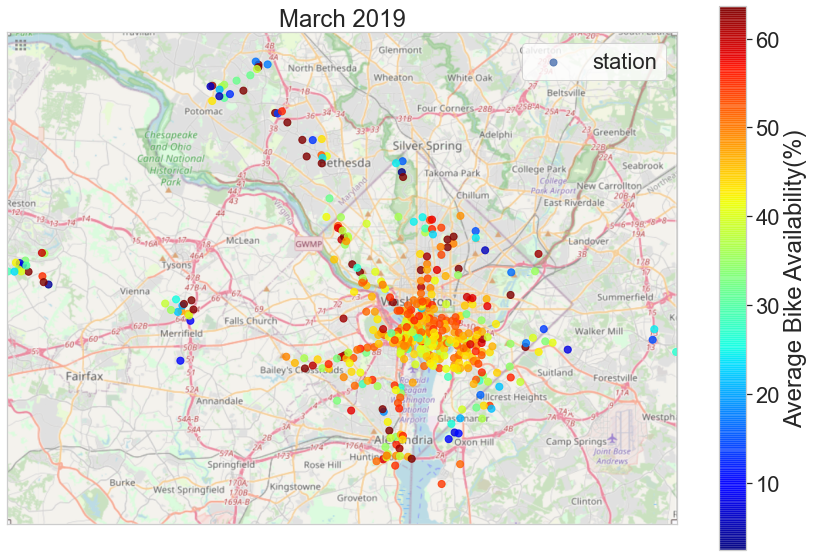 March 2019
station
Glenmont
North Bethesda
Wheaton
White Oak
Beltsville
Potomac
Four Corners
Adelphi
Greenbelt
Chesapeake
and Ohio
Canal National
Historical
Park
Silver Spring
Bethesda
Takoma Park
College Park
College
Park Airport
Seabrook
New Carrollton
Chillum
East Riverdale
Maryland
Reston
McLean
GWMP
Landover
Tysons
Vienna
Washington
Summerfield
Falls Church
Merrifield
Walker Mill
Fairfax
Bailey's Crossroads
Suitland
Forestville
Ronald
Reagan
Washington
National
Airport
Hillcrest Heights
Annandale
Glassmanor
Westph
Alexandria
Oxon Hill
Camp Springs
Joint Base
Andrews
Springfield
Rose Hill
Burke
West Springfield
Kingstowne
Groveton
Clinton
60
50
40
30
20
10
Average Bike Availability(%)